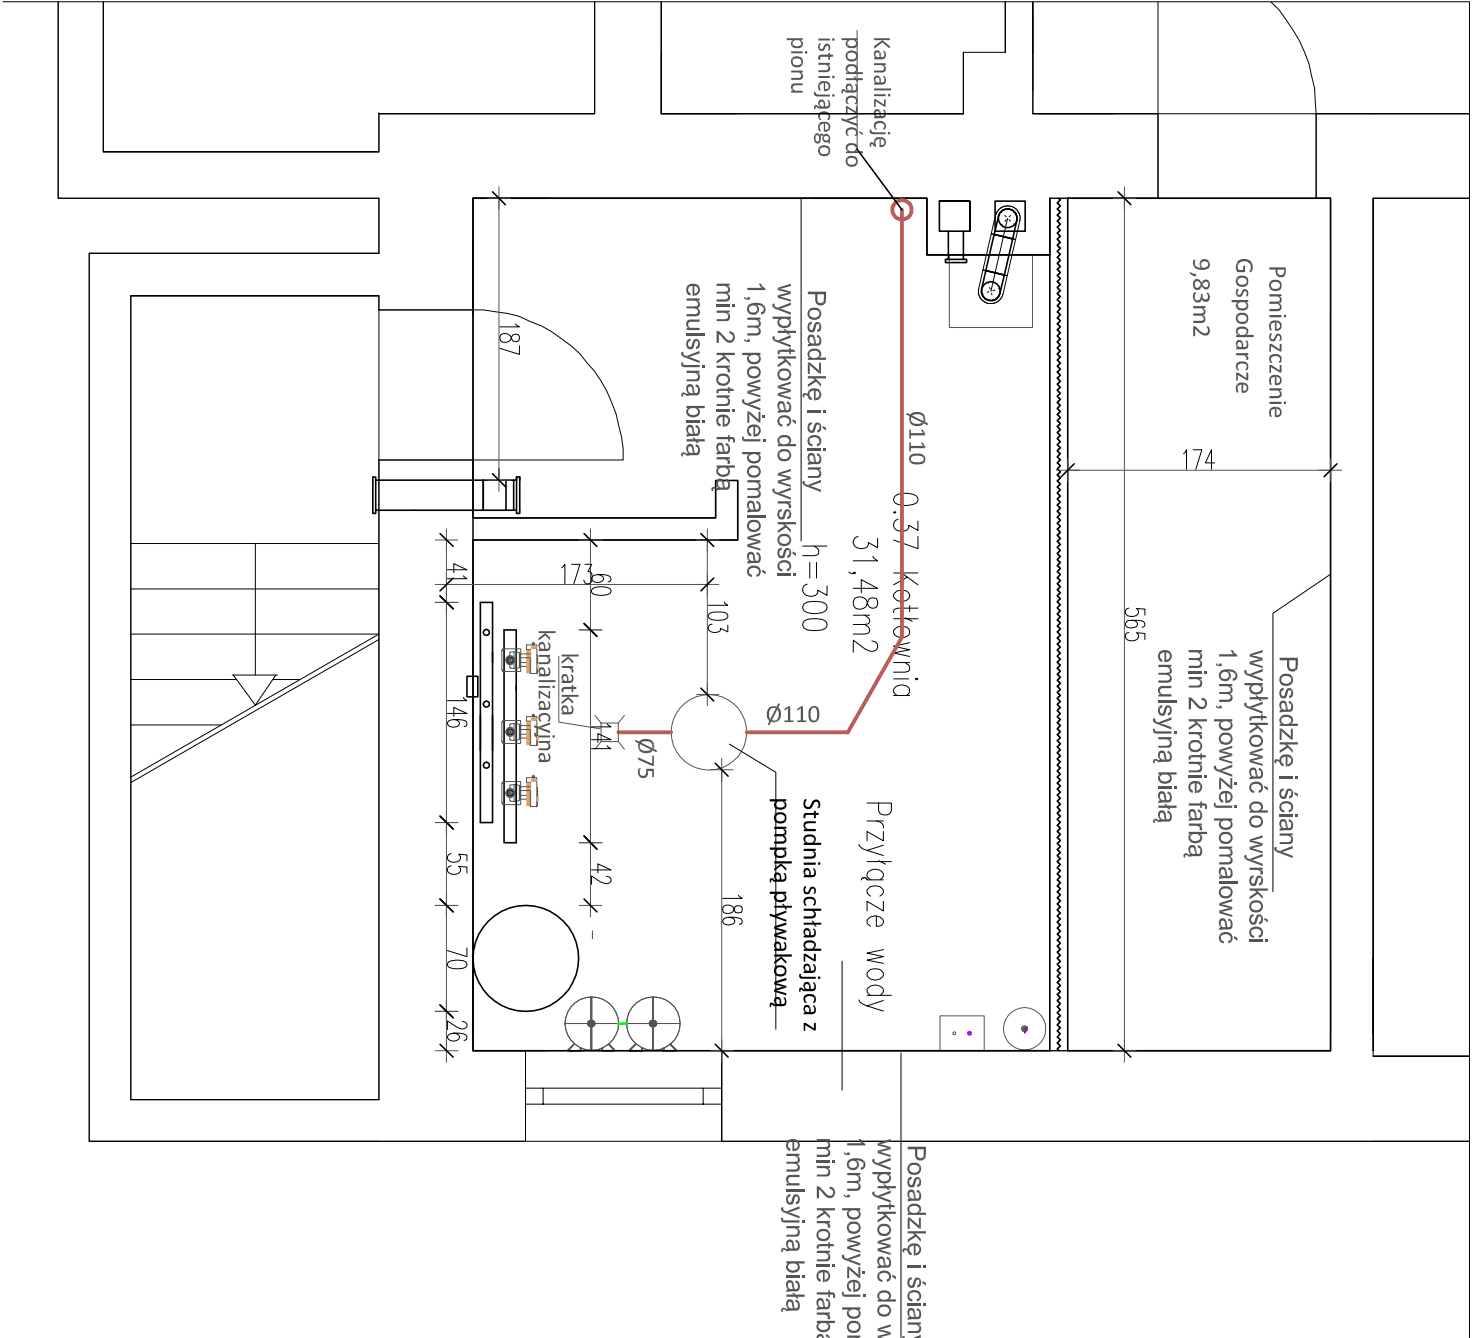 Kanalizację
podłączyć do
istniejącego
pionu
Pomieszczenie
Gospodarcze
9,83m2
Posadzkę i ściany
wypłytkować do wyrskości
1,6m, powyżej pomalować
min 2 krotnie farbą
emulsyjną białą
187
Ø110
174
0.37 Kotłownia
31,48m2
h=300
565
Posadzkę i ściany
wypłytkować do wyrskości
1,6m, powyżej pomalować
min 2 krotnie farbą
emulsyjną białą
41
173
60
103
kratka
kanalizacyjna
146
141
Ø75
Ø110
Studnia schładzająca z
pompką pływakową
Przyłącze wody
55
42
186
70
26
Posadzkę i ściany
wypłytkować do w
1,6m, powyżej por
min 2 krotnie farbą
emulsyjną białą